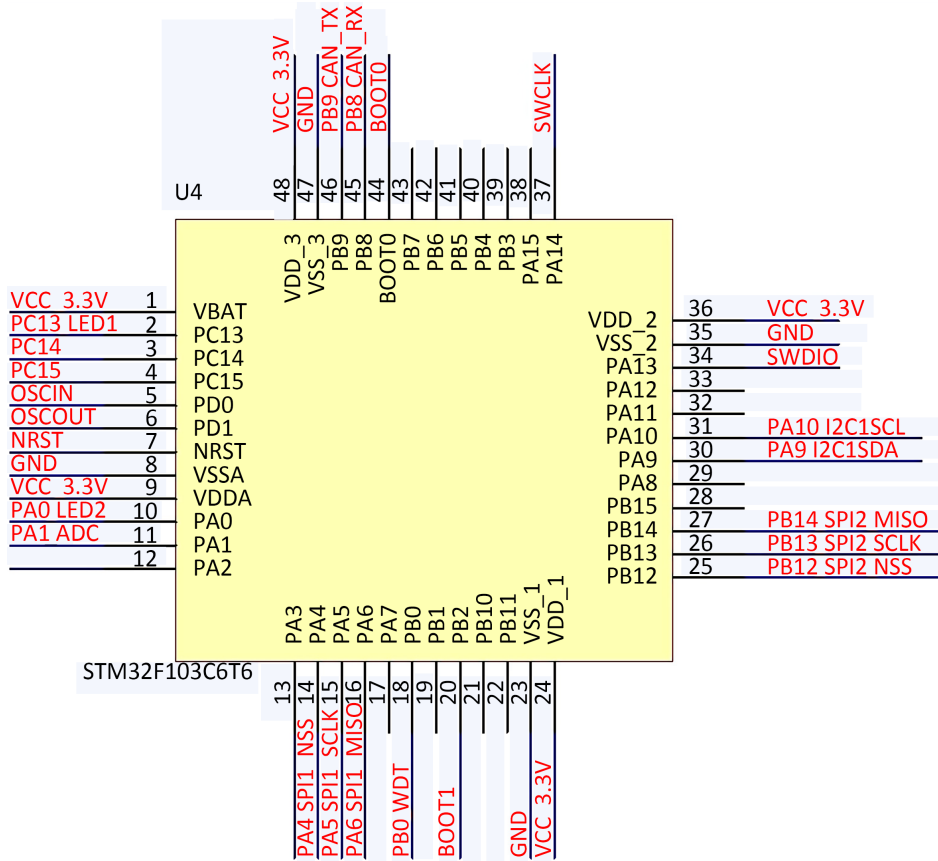 VCC 3.3V
GND
PB9 CAN_TX
PB8 CAN_RX
BOOT0
SWCLK
U4
48
47
46
45
44
43
42
41
40
39
38
37
VDD_3
VSS_3
PB9
PB8
BOOT0
PB7
PB6
PB5
PB4
PB3
PA15
PA14
VCC 3.3V 1 VBAT
PC13 LED1 2 PC13
PC14 3 PC14
PC15 4 PC15
OSCIN 5 PD0
OSCOUT 6 PD1
NRST 7 NRST
GND 8 VSSA
VCC 3.3V 9 VDDA
PA0 LED2 10 PA0
PA1 ADC 11 PA1
12 PA2
VDD_2 36 VCC 3.3V
VSS_2 35 GND
PA13 34 SWDIO
PA12 33
PA11 32
PA10 31 PA10 I2C1SCL
PA9 30 PA9 I2C1SDA
PA8 29
PB15 28
PB14 27 PB14 SPI2 MISO
PB13 26 PB13 SPI2 SCLK
PB12 25 PB12 SPI2 NSS
PA3
PA4
PA5
PA6
PA7
PB0
PB1
PB2
PB10
PB11
VSS_1
VDD_1
STM32F103C6T6
13
14
15
16
17
18
19
20
21
22
23
24
PA4 SPI1 NSS
PA5 SPI1 SCLK
PA6 SPI1 MISO
PB0 WDT
BOOT1
GND
VCC 3.3V